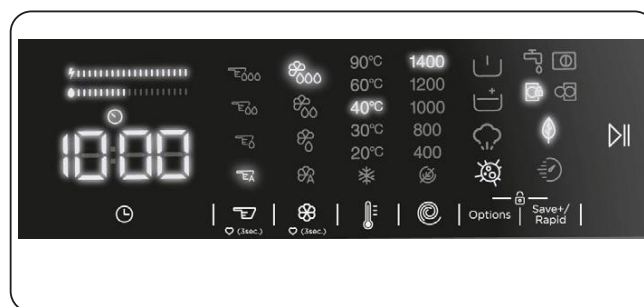 90°C 1400
60°C 1200
40°C 1000
30°C 800
20°C 400
10:00
A A
(3sec.) (3sec.) Options Save+/
Rapid